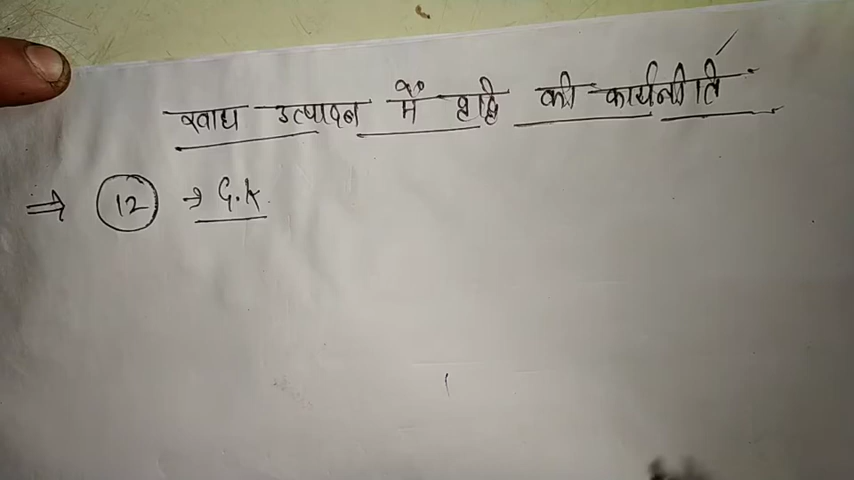 खाद्य उत्पादन में वृद्धि की कार्यनीति
⇒ 12 → G.K